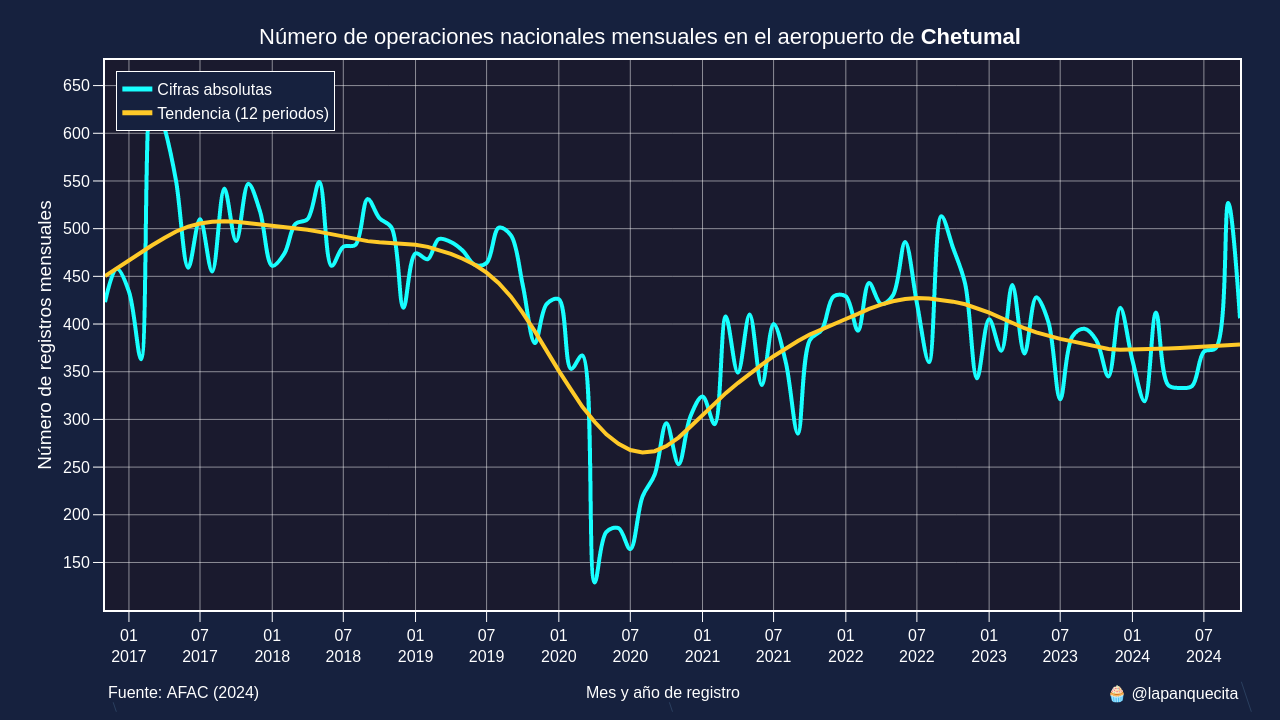 Número de operaciones nacionales mensuales en el aeropuerto de Chetumal
Cifras absolutas
Tendencia (12 periodos)
Número de registros mensuales
650
600
550
500
450
400
350
300
250
200
150
01 07 01 07 01 07 01 07 01 07 01 07 01 07 01 07
2017 2017 2018 2018 2019 2019 2020 2020 2021 2021 2022 2022 2023 2023 2024 2024
Fuente: AFAC (2024) Mes y año de registro 🧁 @lapanquecita